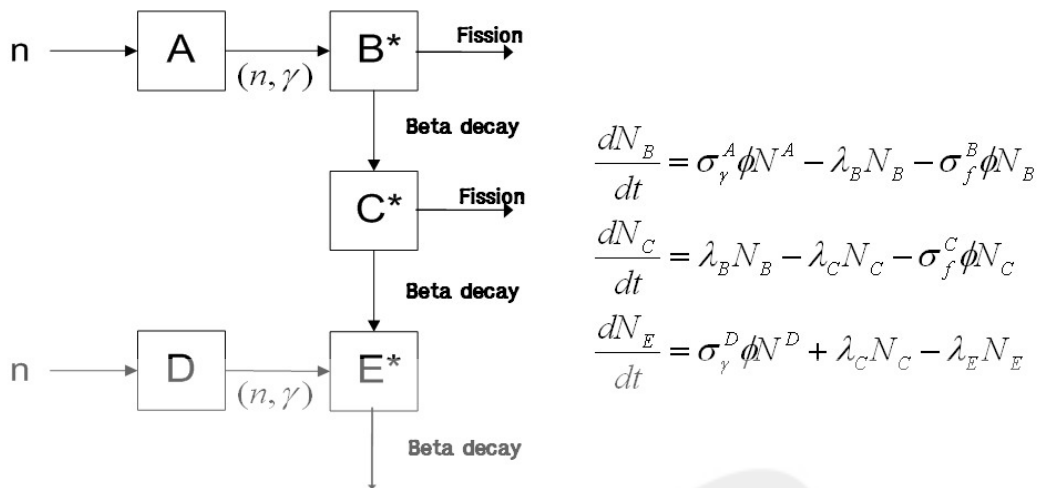 n A B* Fission
(n, γ)
Beta decay
C* Fission
Beta decay
n D E*
(n, γ)
Beta decay
dN_B/dt = σ_γ^A ϕN^A − λ_B N_B − σ_f^B ϕN_B
dN_C/dt = λ_B N_B − λ_C N_C − σ_f^C ϕN_C
dN_E/dt = σ_γ^D ϕN^D + λ_C N_C − λ_E N_E